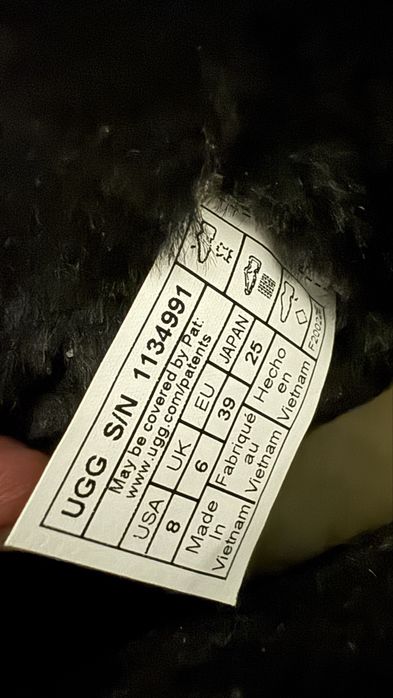 UGG S/N 1134991
May be covered by Pat:
www.ugg.com/patents
USA UK EU JAPAN
8 6 39 25
Made In Vietnam
Fabriqué au Vietnam
Hecho en Vietnam